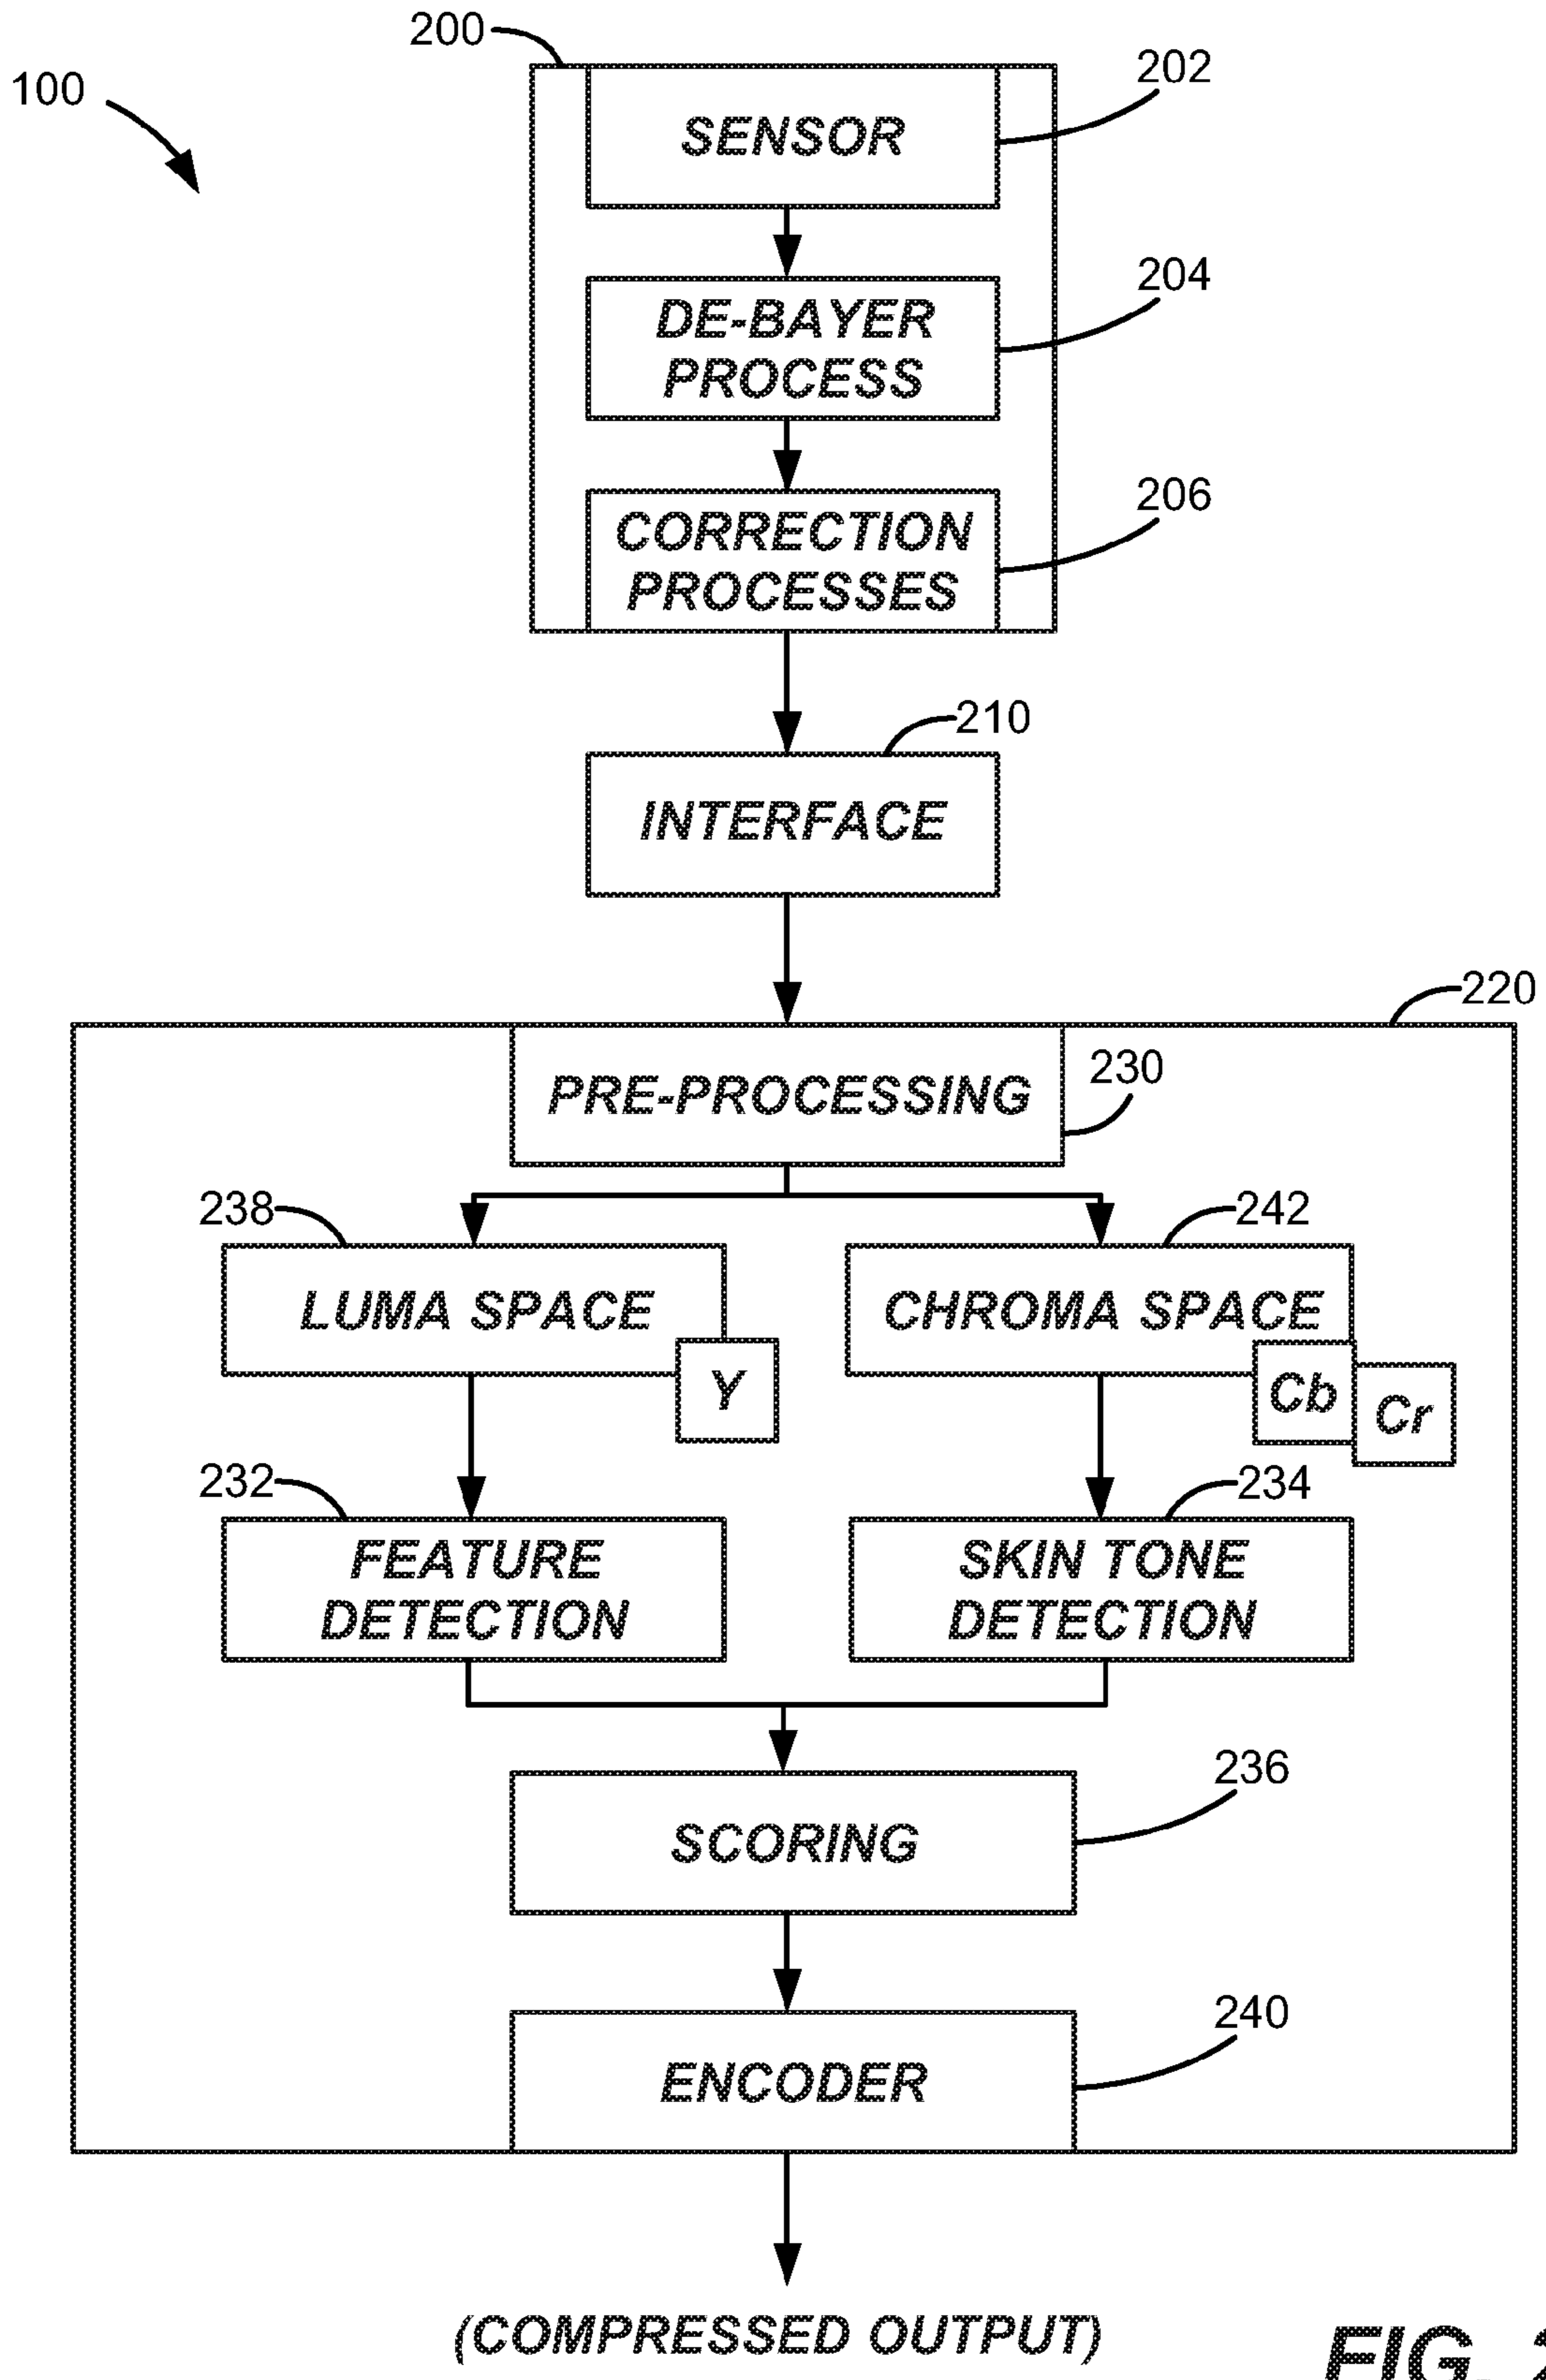 200
202
100
SENSOR
204
DE-BAYER
PROCESS
206
CORRECTION
PROCESSES
210
INTERFACE
220
PRE-PROCESSING
230
238
242
LUMA SPACE
CHROMA SPACE
Y
Cb
Cr
232
234
FEATURE
DETECTION
SKIN TONE
DETECTION
236
SCORING
240
ENCODER
(COMPRESSED OUTPUT)
FIG.